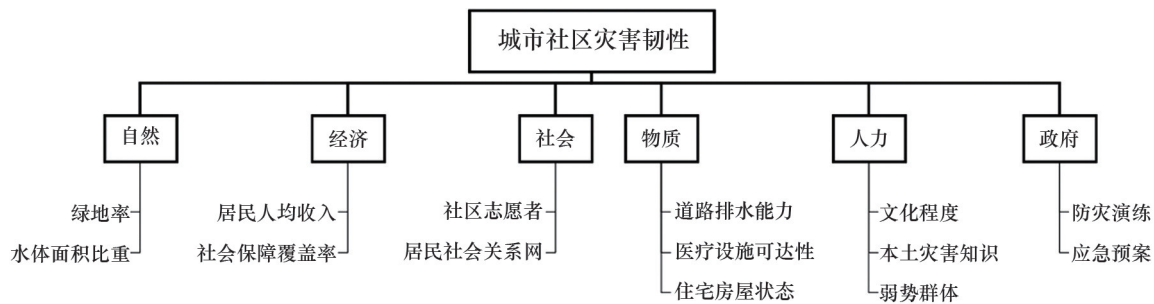 城市社区灾害韧性
自然
经济
社会
物质
人力
政府
绿地率
居民人均收入
社区志愿者
道路排水能力
文化程度
防灾演练
水体面积比重
社会保障覆盖率
居民社会关系网
医疗设施可达性
本土灾害知识
应急预案
住宅房屋状态
弱势群体